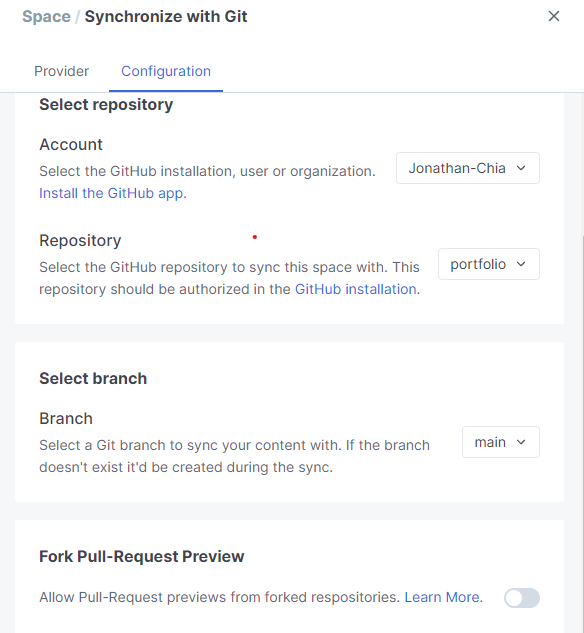 Space / Synchronize with Git
Provider Configuration
Select repository
Account
Select the GitHub installation, user or organization.
Install the GitHub app.
Jonathan-Chia
Repository
Select the GitHub repository to sync this space with. This
repository should be authorized in the GitHub installation.
portfolio
Select branch
Branch
Select a Git branch to sync your content with. If the branch
doesn't exist it'd be created during the sync.
main
Fork Pull-Request Preview
Allow Pull-Request previews from forked respositories. Learn More.